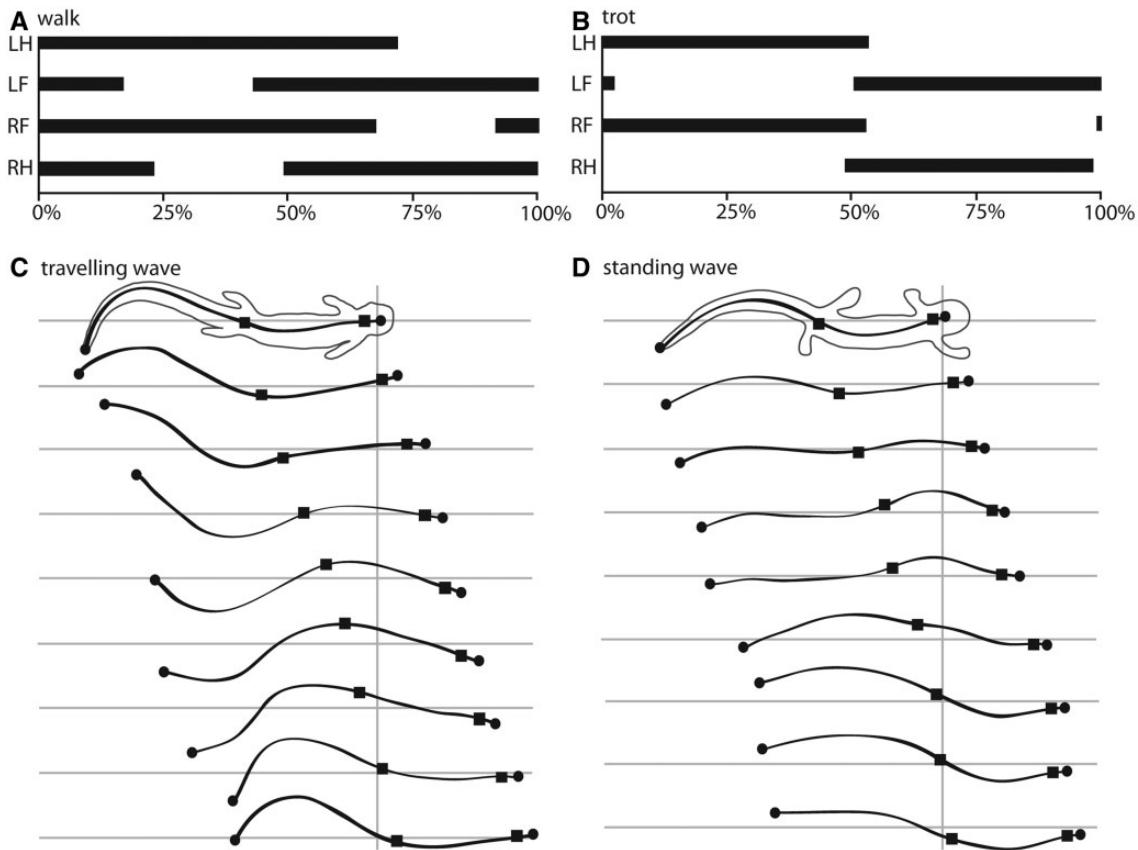 A walk
LH
LF
RF
RH
0% 25% 50% 75% 100%
B trot
LH
LF
RF
RH
0% 25% 50% 75% 100%
C travelling wave
D standing wave